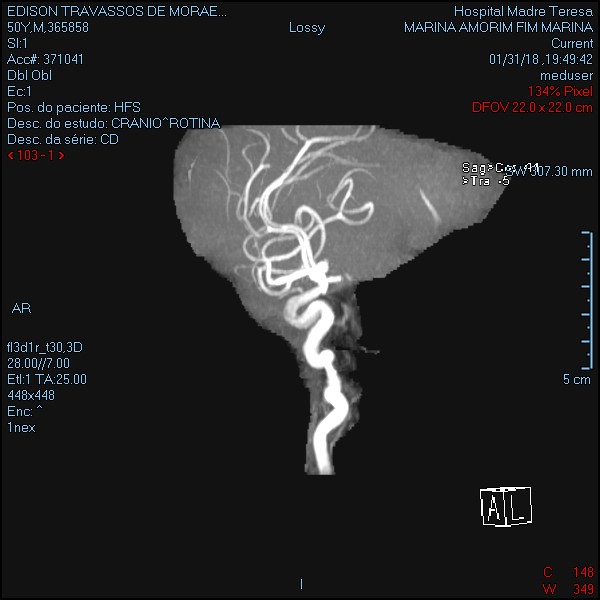 EDISON TRAVASSOS DE MORAE...
50Y,M,365858
Sl:1
Acc#: 371041
Dbl Obl
Ec:1
Pos. do paciente: HFS
Desc. do estudo: CRANIO^ROTINA
Desc. da série: CD
< 103 - 1 >
Lossy
Hospital Madre Teresa
MARINA AMORIM FIM MARINA
Current
01/31/18 ,19:49:42
meduser
134% Pixel
DFOV 22.0 x 22.0 cm
SW 307.30 mm
Sag>Cor
>Tra -5
AR
fl3d1r_t30,3D
28.00//7.00
Etl:1 TA:25.00
448x448
Enc: ^
1nex
5 cm
AL
C 148
W 349
I